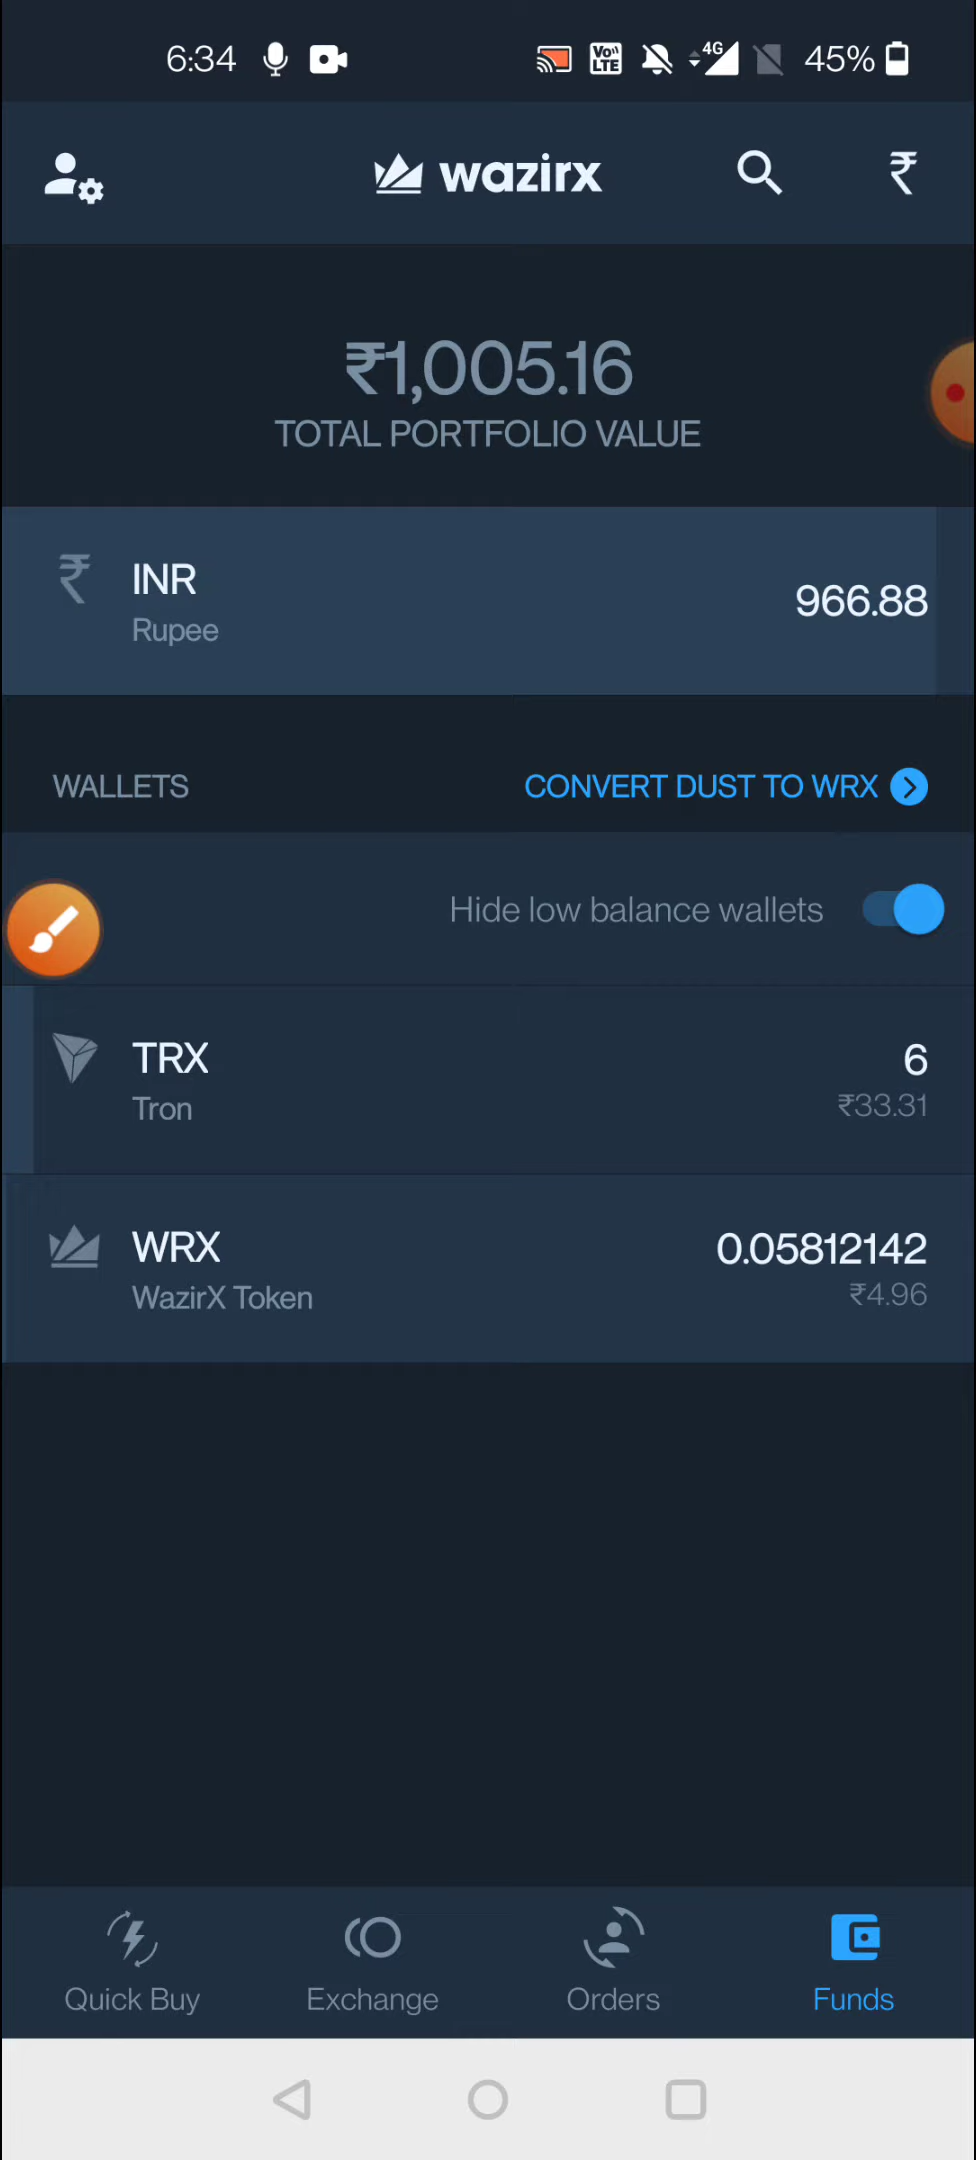 6:34 Vo)) LTE 4G 45%
wazirx ₹
₹1,005.16
TOTAL PORTFOLIO VALUE
₹ INR 966.88
Rupee
WALLETS CONVERT DUST TO WRX
Hide low balance wallets
TRX 6
Tron ₹33.31
WRX 0.05812142
WazirX Token ₹4.96
Quick Buy Exchange Orders Funds